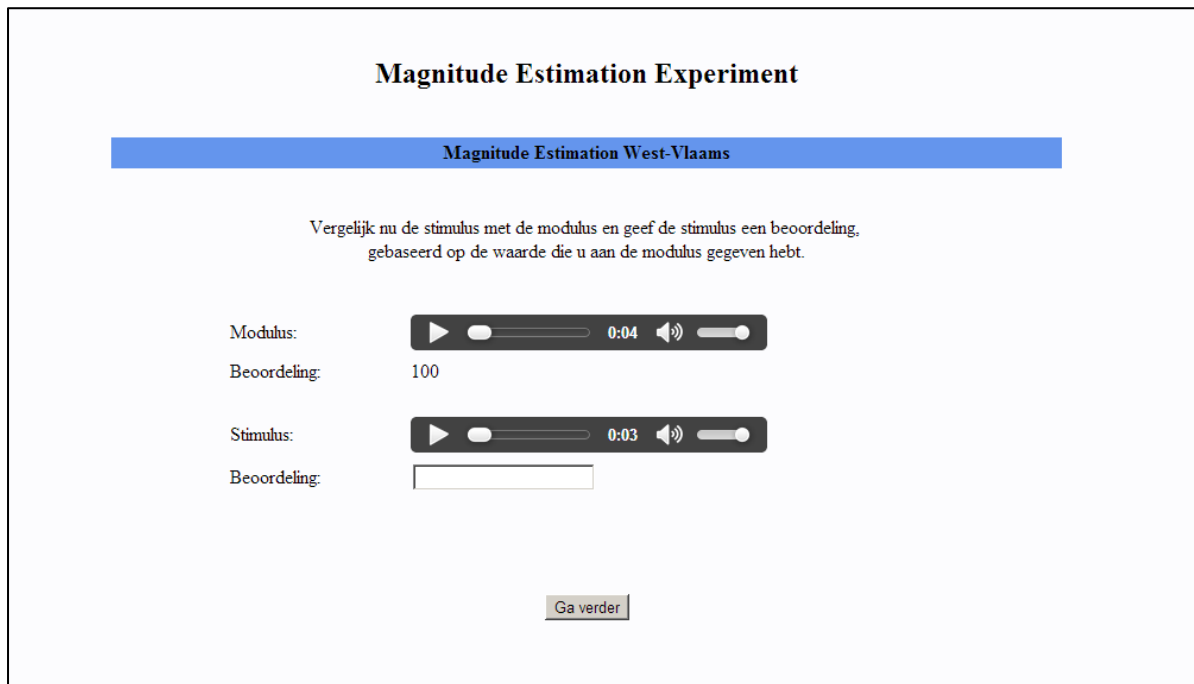 Magnitude Estimation Experiment
Magnitude Estimation West-Vlaams
Vergelijk nu de stimulus met de modulus en geef de stimulus een beoordeling,
gebaseerd op de waarde die u aan de modulus gegeven hebt.
Modulus: 0:04
Beoordeling: 100
Stimulus: 0:03
Beoordeling:
Ga verder